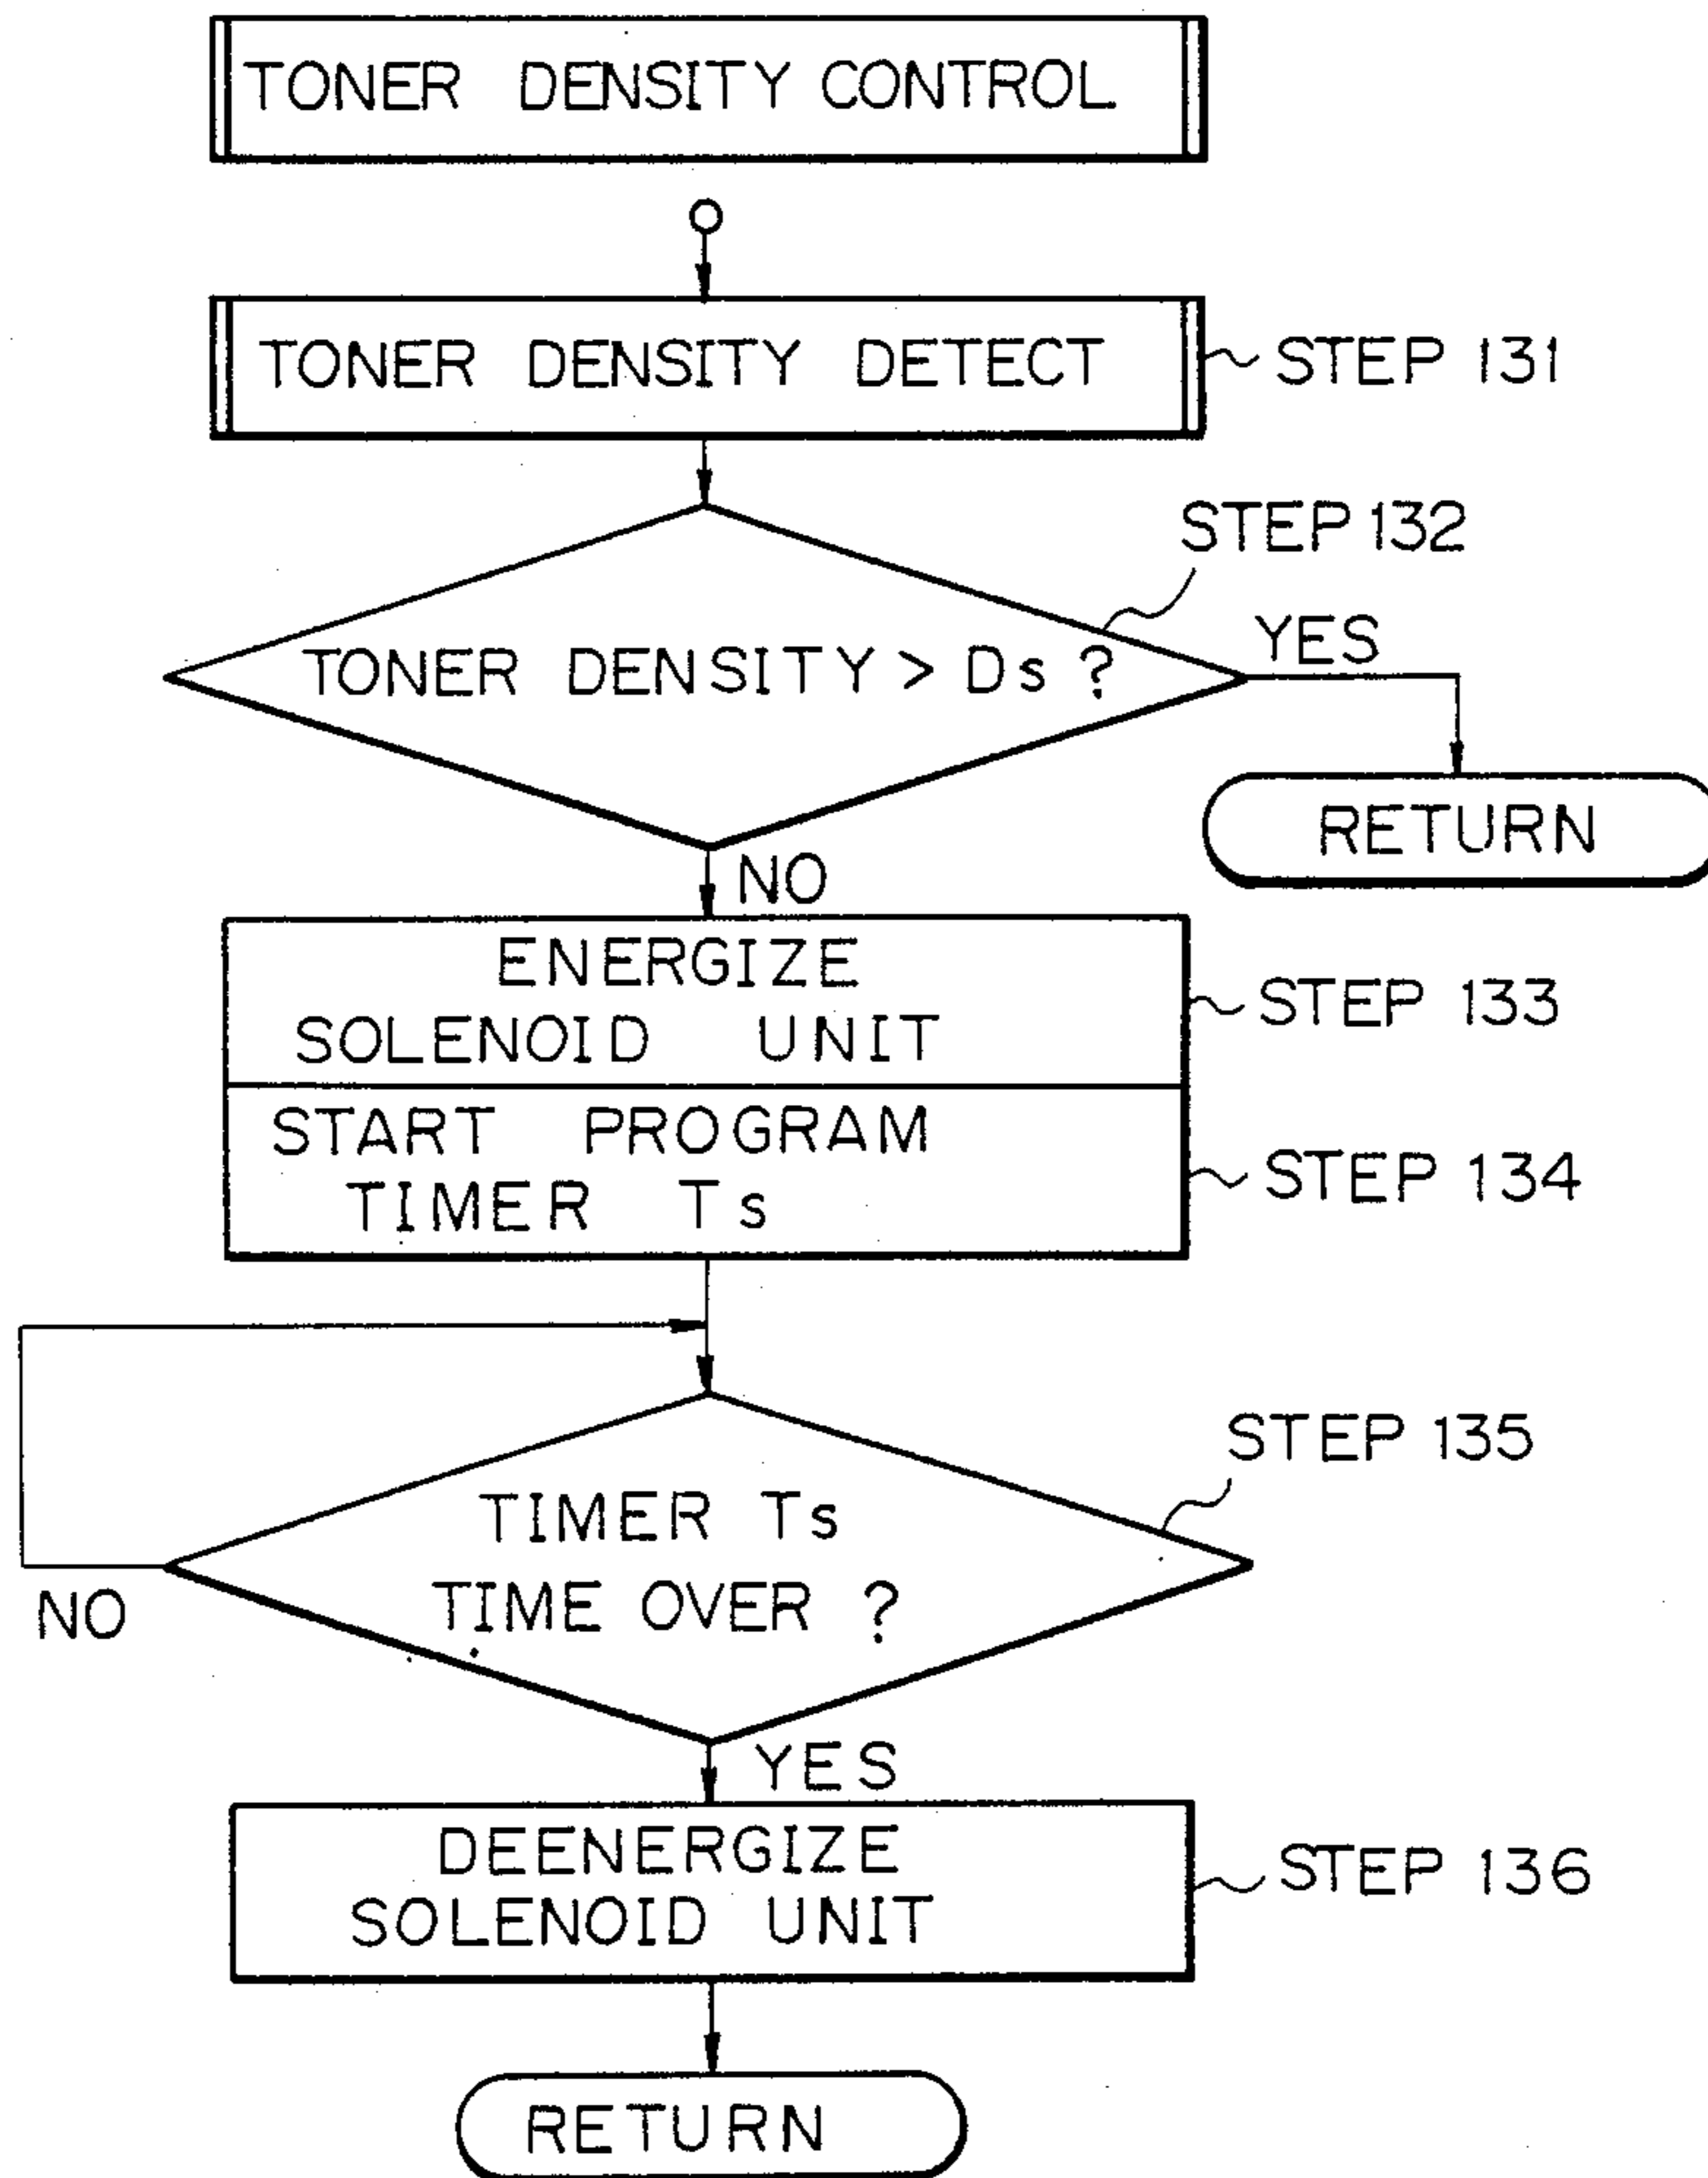 TONER DENSITY CONTROL
TONER DENSITY DETECT
STEP 131
STEP 132
TONER DENSITY > Ds ?
YES
RETURN
NO
ENERGIZE
SOLENOID UNIT
STEP 133
START PROGRAM
TIMER Ts
STEP 134
STEP 135
TIMER Ts
TIME OVER ?
NO
YES
DEENERGIZE
SOLENOID UNIT
STEP 136
RETURN